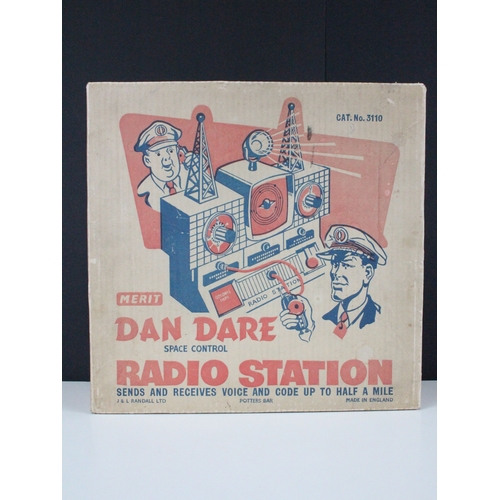 CAT. No. 3110
RADIO STATION
MERIT
DAN DARE
SPACE CONTROL
RADIO STATION
SENDS AND RECEIVES VOICE AND CODE UP TO HALF A MILE
J & L RANDALL LTD
POTTERS BAR
MADE IN ENGLAND